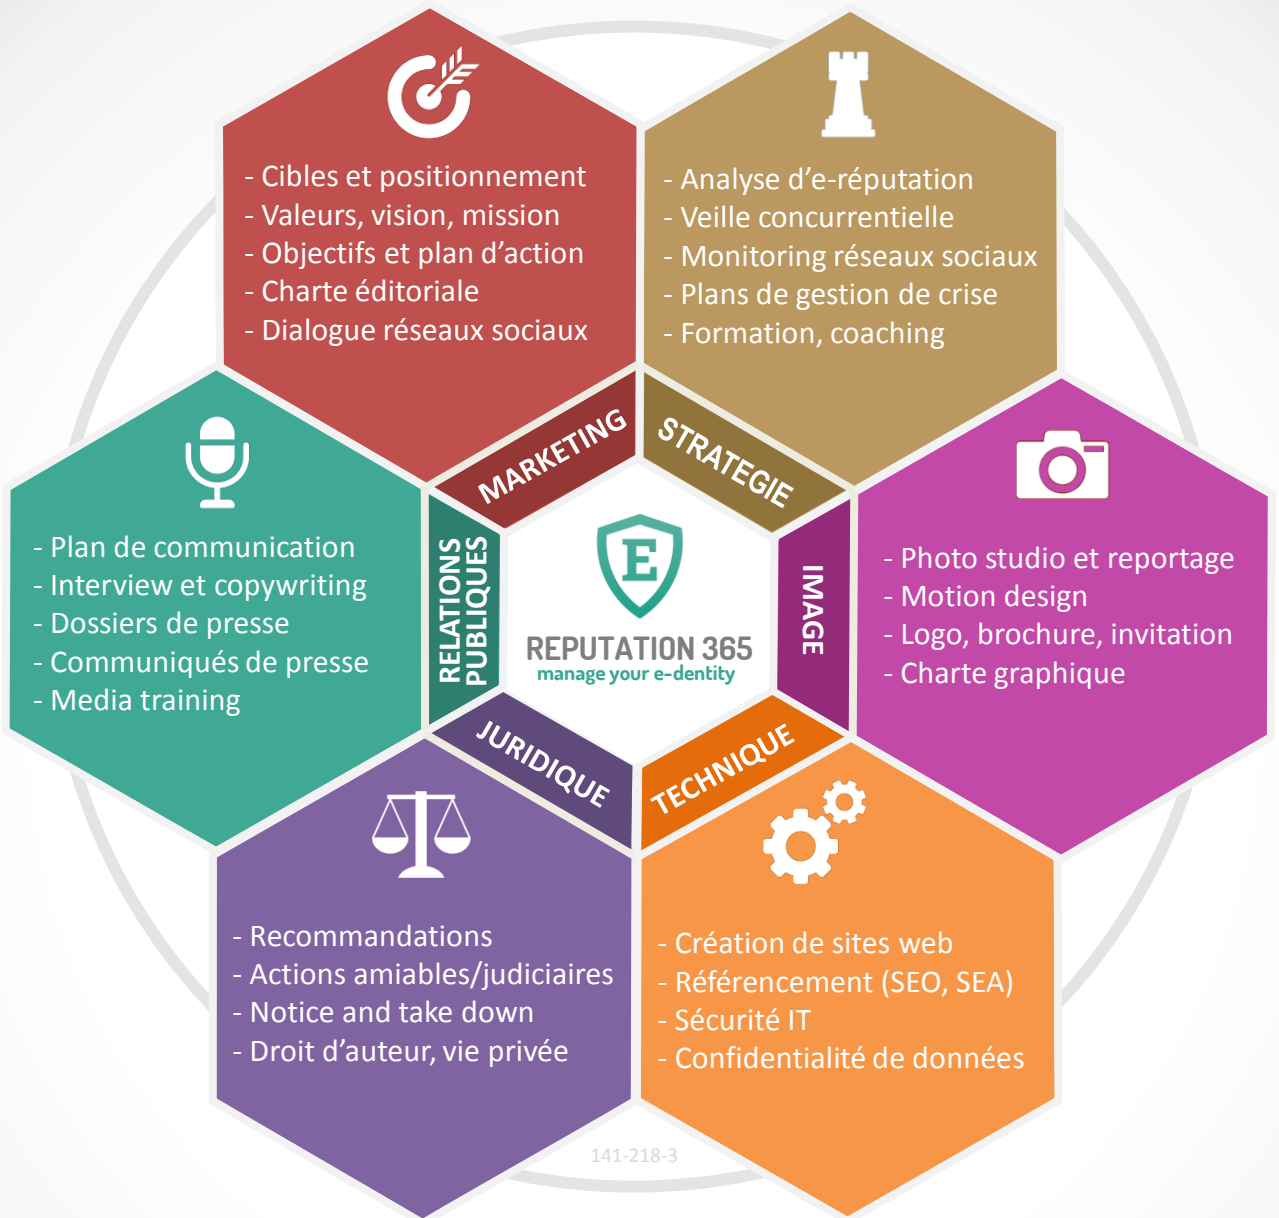 - Cibles et positionnement
- Valeurs, vision, mission
- Objectifs et plan d’action
- Charte éditoriale
- Dialogue réseaux sociaux
MARKETING
- Analyse d’e-réputation
- Veille concurrentielle
- Monitoring réseaux sociaux
- Plans de gestion de crise
- Formation, coaching
STRATEGIE
- Plan de communication
- Interview et copywriting
- Dossiers de presse
- Communiqués de presse
- Media training
RELATIONS
PUBLIQUES
E
REPUTATION 365
manage your e-dentity
IMAGE
- Photo studio et reportage
- Motion design
- Logo, brochure, invitation
- Charte graphique
JURIDIQUE
- Recommandations
- Actions amiables/judiciaires
- Notice and take down
- Droit d’auteur, vie privée
TECHNIQUE
- Création de sites web
- Référencement (SEO, SEA)
- Sécurité IT
- Confidentialité de données
141-218-3